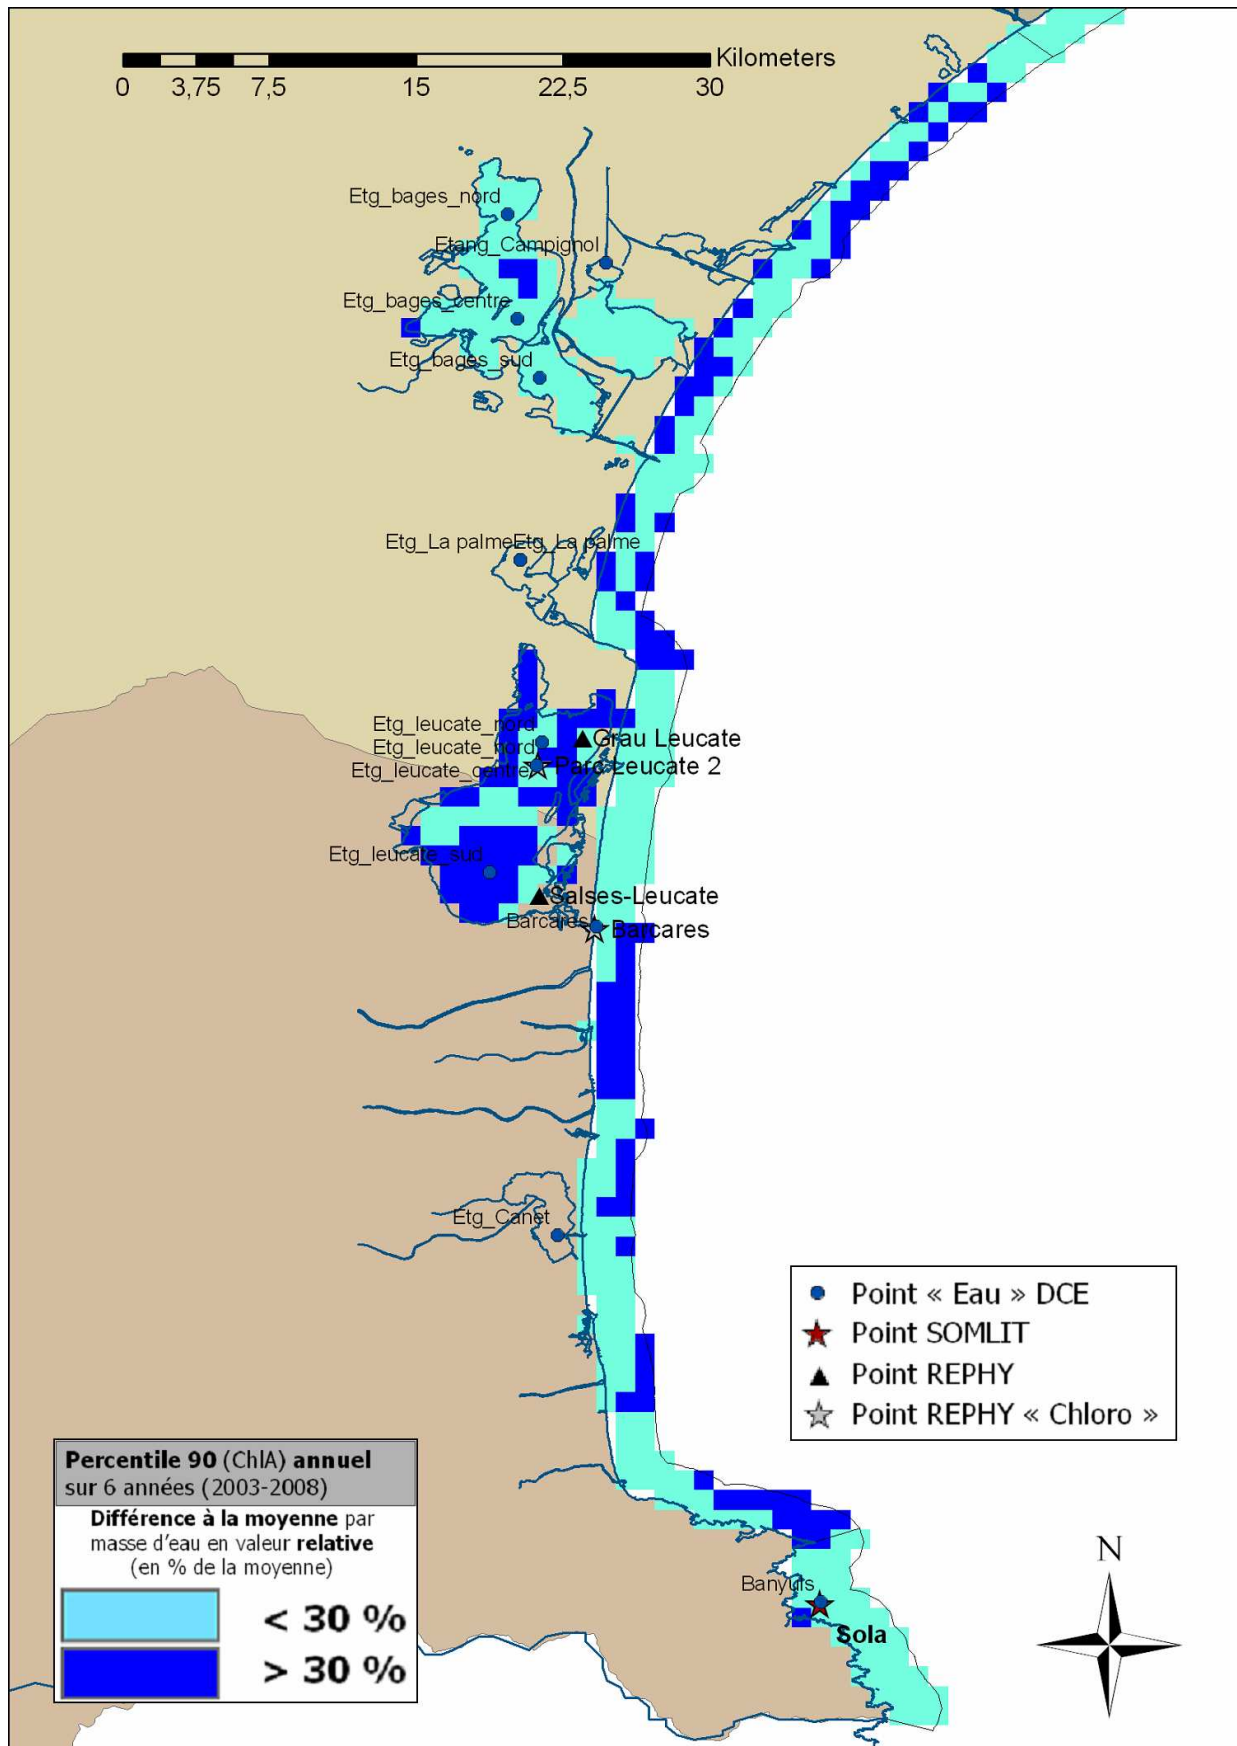 Kilometers
0 3,75 7,5 15 22,5 30
Etg_bages_nord
Etang_Campignol
Etg_bages_centre
Etg_bages_sud
Etg_La palmeEtg_La palme
Etg_leucate_nord
Grau Leucate
Etg_leucate_nord
Etg_leucate_centre
Parc Leucate 2
Etg_leucate_sud
Salses-Leucate
Barcares
Barcares
Etg_Canet
Point « Eau » DCE
Point SOMLIT
Point REPHY
Point REPHY « Chloro »
Percentile 90 (ChlA) annuel
sur 6 années (2003-2008)
Différence à la moyenne par
masse d'eau en valeur relative
(en % de la moyenne)
< 30 %
> 30 %
Banyuls
Sola
N